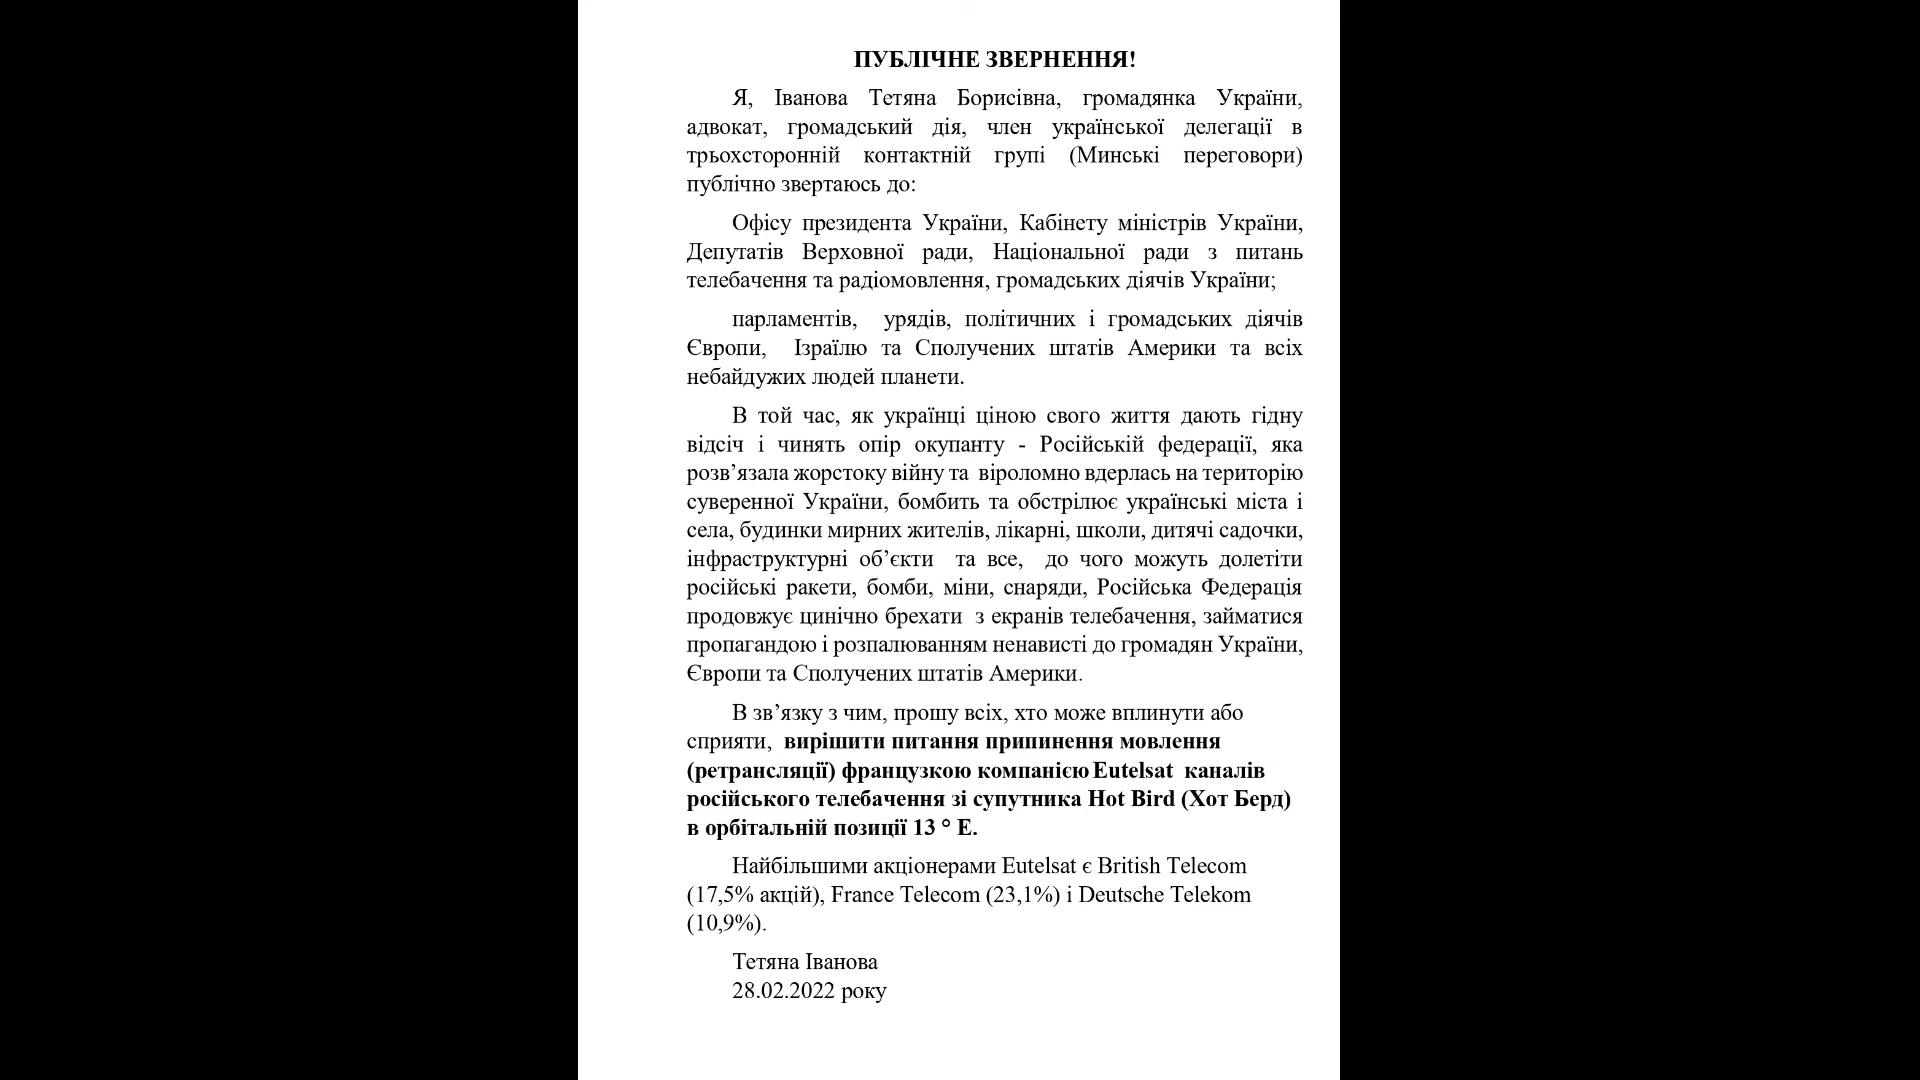 ПУБЛІЧНЕ ЗВЕРНЕННЯ!
Я, Іванова Тетяна Борисівна, громадянка України,
адвокат, громадський дія, член української делегації в
трьохсторонній контактній групі (Минські переговори)
публічно звертаюсь до:
Офісу президента України, Кабінету міністрів України,
Депутатів Верховної ради, Національної ради з питань
телебачення та радіомовлення, громадських діячів України;
парламентів, урядів, політичних і громадських діячів
Європи, Ізраїлю та Сполучених штатів Америки та всіх
небайдужих людей планети.
В той час, як українці ціною свого життя дають гідну
відсіч і чинять опір окупанту - Російській федерації, яка
розв’язала жорстоку війну та віроломно вдерлась на територію
суверенної України, бомбить та обстрілює українські міста і
села, будинки мирних жителів, лікарні, школи, дитячі садочки,
інфраструктурні об’єкти та все, до чого можуть долетіти
російські ракети, бомби, міни, снаряди, Російська Федерація
продовжує цинічно брехати з екранів телебачення, займатися
пропагандою і розпалюванням ненависті до громадян України,
Європи та Сполучених штатів Америки.
В зв’язку з чим, прошу всіх, хто може вплинути або
сприяти, вирішити питання припинення мовлення
(ретрансляції) французкою компанією Eutelsat каналів
російського телебачення зі супутника Hot Bird (Хот Берд)
в орбітальній позиції 13 ° E.
Найбільшими акціонерами Eutelsat є British Telecom
(17,5% акцій), France Telecom (23,1%) і Deutsche Telekom
(10,9%).
Тетяна Іванова
28.02.2022 року